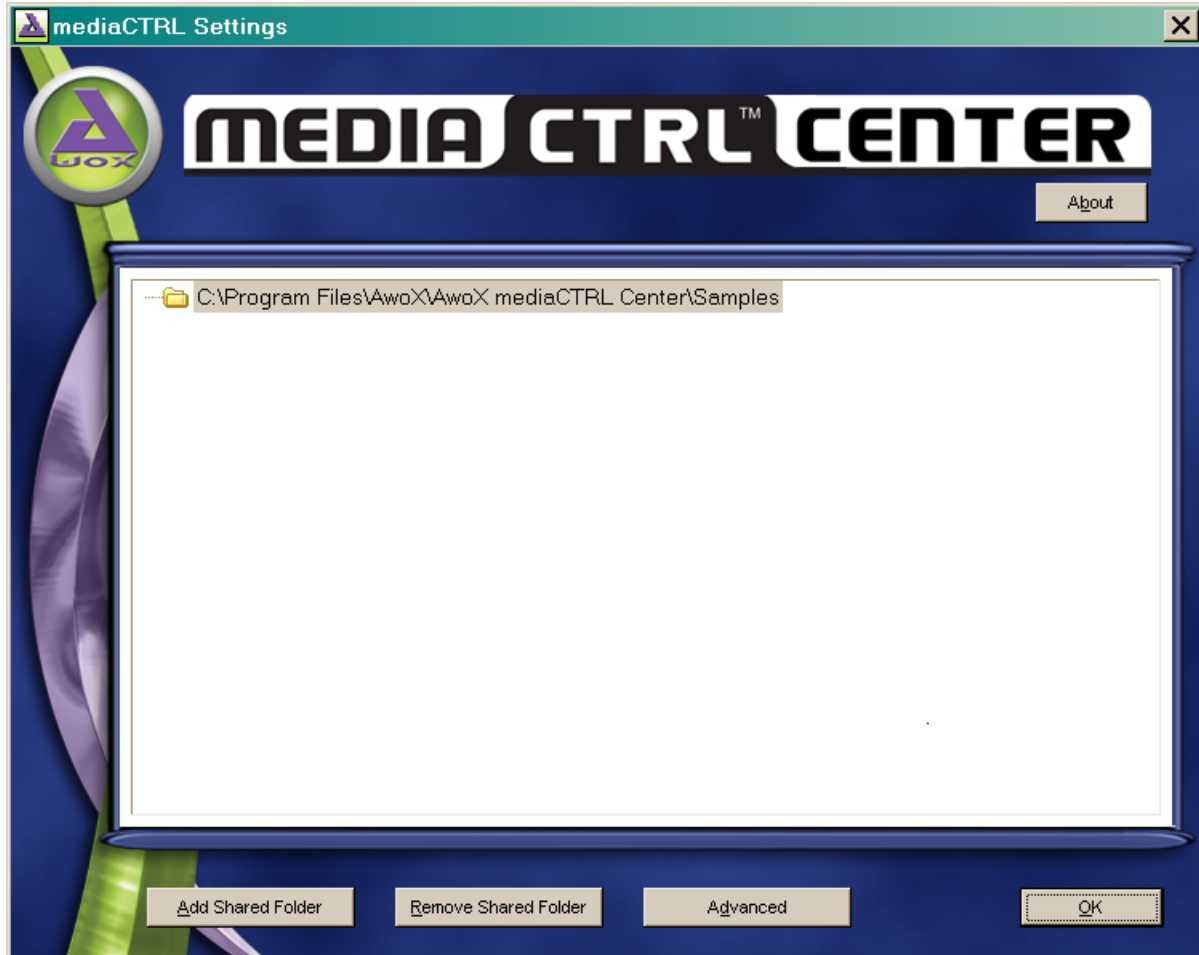 mediaCTRL Settings
AWOX
MEDIA CTRL™ CENTER
About
C:\Program Files\AwoX\AwoX mediaCTRL Center\Samples
Add Shared Folder
Remove Shared Folder
Advanced
OK